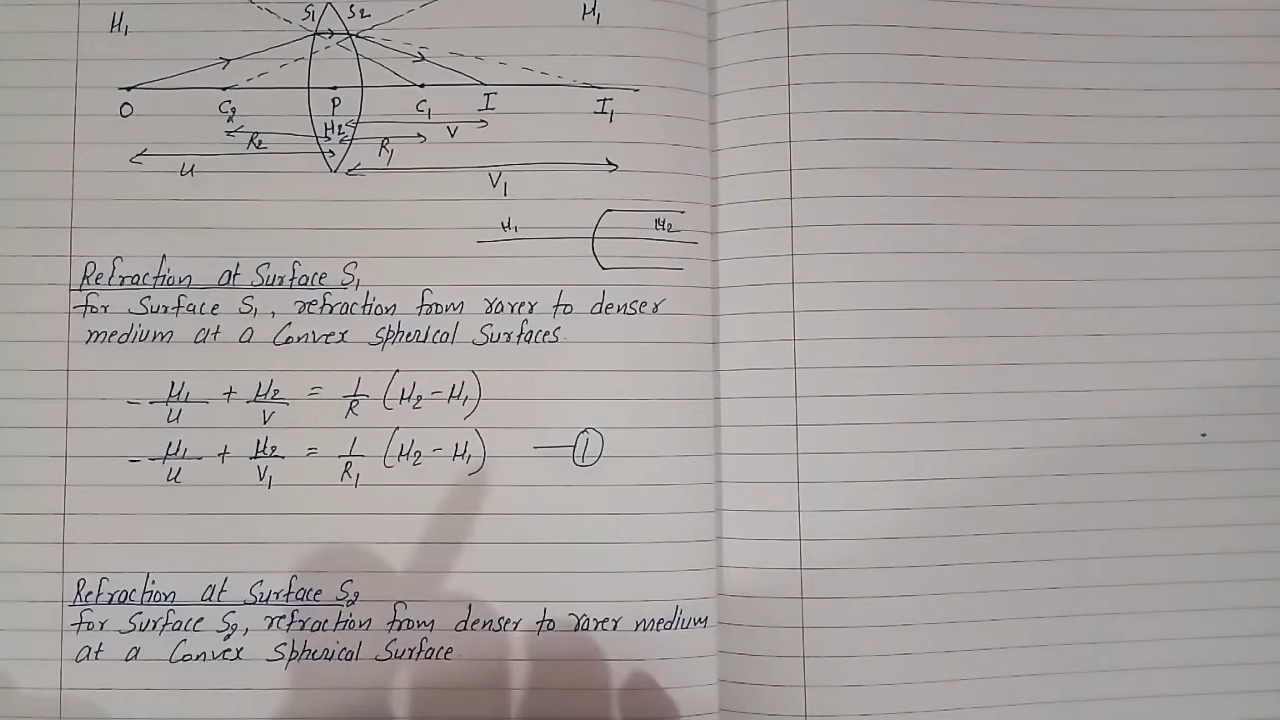 S₁ S₂
μ₁ μ₁
O C₂ P C₁ I I₁
μ₂ V
R₂ R₁
u V₁
μ₁ μ₂
Refraction at Surface S₁
for Surface S₁, refraction from rarer to denser
medium at a Convex Spherical Surfaces.
- μ₁/u + μ₂/V = 1/R (μ₂ - μ₁)
- μ₁/u + μ₂/V₁ = 1/R₁ (μ₂ - μ₁) — ①
Refraction at Surface S₂
for Surface S₂, refraction from denser to rarer medium
at a Convex Spherical Surface